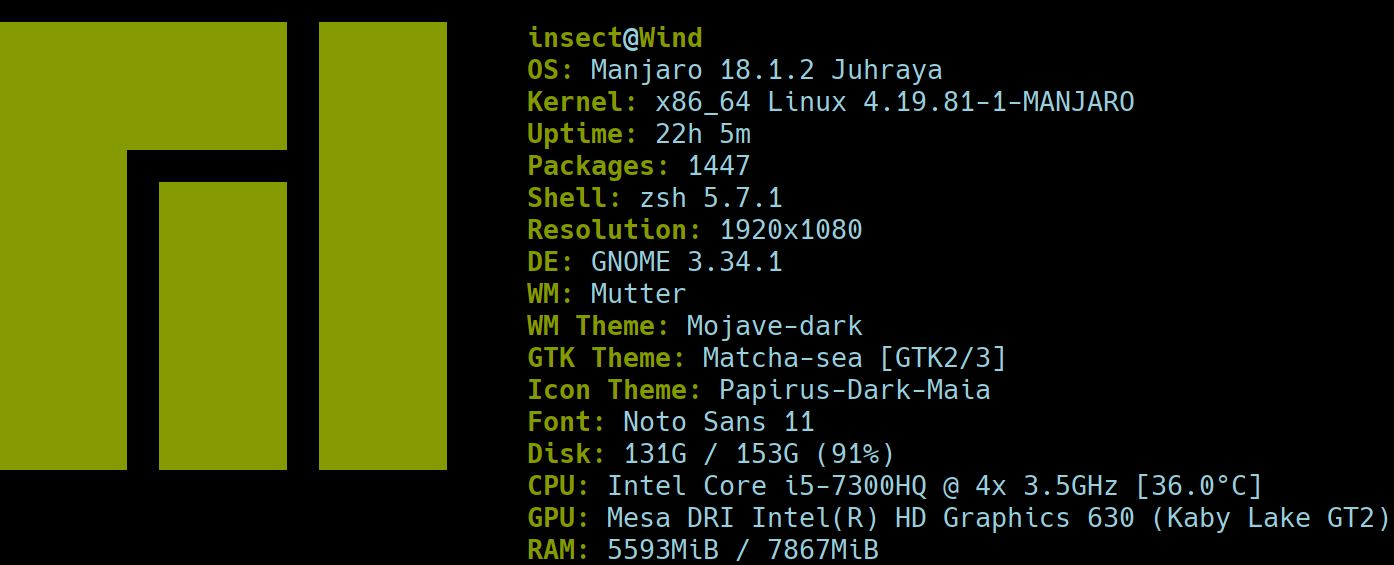 insect@Wind
OS: Manjaro 18.1.2 Juhraya
Kernel: x86_64 Linux 4.19.81-1-MANJARO
Uptime: 22h 5m
Packages: 1447
Shell: zsh 5.7.1
Resolution: 1920x1080
DE: GNOME 3.34.1
WM: Mutter
WM Theme: Mojave-dark
GTK Theme: Matcha-sea [GTK2/3]
Icon Theme: Papirus-Dark-Maia
Font: Noto Sans 11
Disk: 131G / 153G (91%)
CPU: Intel Core i5-7300HQ @ 4x 3.5GHz [36.0°C]
GPU: Mesa DRI Intel(R) HD Graphics 630 (Kaby Lake GT2)
RAM: 5593MiB / 7867MiB